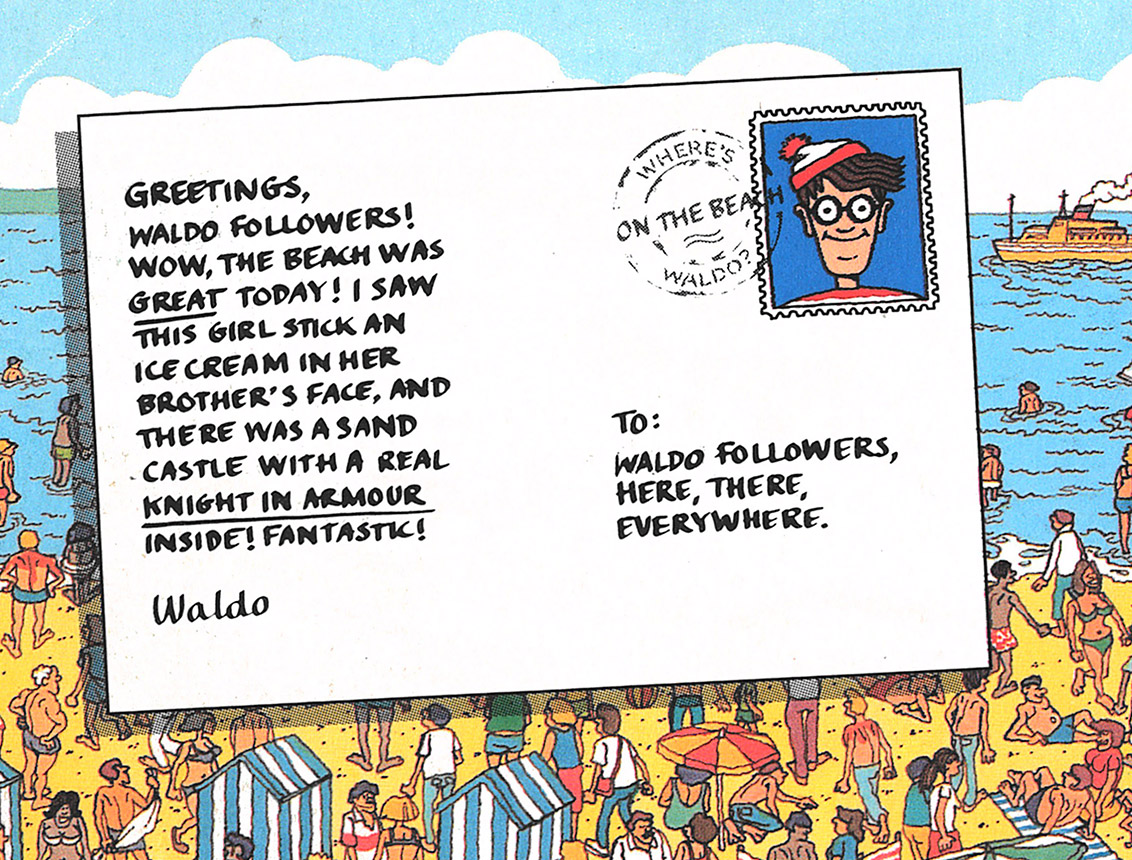 GREETINGS,
WALDO FOLLOWERS!
WOW, THE BEACH WAS
GREAT TODAY! I SAW
THIS GIRL STICK AN
ICE CREAM IN HER
BROTHER'S FACE, AND
THERE WAS A SAND
CASTLE WITH A REAL
KNIGHT IN ARMOUR
INSIDE! FANTASTIC!
Waldo
WHERE'S
ON THE BEACH
WALDO?
TO:
WALDO FOLLOWERS,
HERE, THERE,
EVERYWHERE.